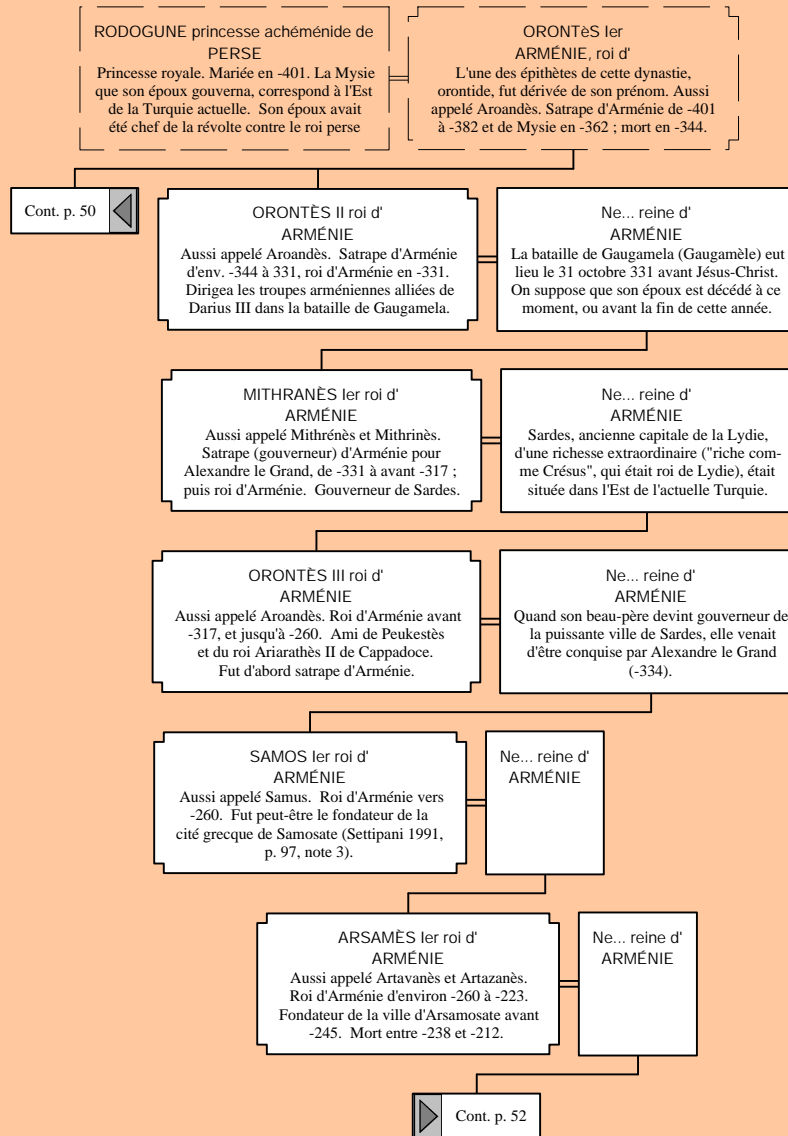 RODOGUNE princesse achéménide de
PERSE
Princesse royale. Mariée en -401. La Mysie
que son époux gouverna, correspond à l'Est
de la Turquie actuelle. Son époux avait
été chef de la révolte contre le roi perse
ORONTèS Ier
ARMÉNIE, roi d'
L'une des épithètes de cette dynastie,
orontide, fut dérivée de son prénom. Aussi
appelé Aroandès. Satrape d'Arménie de -401
à -382 et de Mysie en -362 ; mort en -344.
Cont. p. 50
ORONTÈS II roi d'
ARMÉNIE
Aussi appelé Aroandès. Satrape d'Arménie
d'env. -344 à 331, roi d'Arménie en -331.
Dirigea les troupes arméniennes alliées de
Darius III dans la bataille de Gaugamela.
Ne... reine d'
ARMÉNIE
La bataille de Gaugamela (Gaugamèle) eut
lieu le 31 octobre 331 avant Jésus-Christ.
On suppose que son époux est décédé à ce
moment, ou avant la fin de cette année.
MITHRANÈS Ier roi d'
ARMÉNIE
Aussi appelé Mithrénès et Mithrinès.
Satrape (gouverneur) d'Arménie pour
Alexandre le Grand, de -331 à avant -317 ;
puis roi d'Arménie. Gouverneur de Sardes.
Ne... reine d'
ARMÉNIE
Sardes, ancienne capitale de la Lydie,
d'une richesse extraordinaire ("riche com-
me Crésus", qui était roi de Lydie), était
située dans l'Est de l'actuelle Turquie.
ORONTÈS III roi d'
ARMÉNIE
Aussi appelé Aroandès. Roi d'Arménie avant
-317, et jusqu'à -260. Ami de Peukestès
et du roi Ariarathès II de Cappadoce.
Fut d'abord satrape d'Arménie.
Ne... reine d'
ARMÉNIE
Quand son beau-père devint gouverneur de
la puissante ville de Sardes, elle venait
d'être conquise par Alexandre le Grand
(-334).
SAMOS Ier roi d'
ARMÉNIE
Aussi appelé Samus. Roi d'Arménie vers
-260. Fut peut-être le fondateur de la
cité grecque de Samosate (Settipani 1991,
p. 97, note 3).
Ne... reine d'
ARMÉNIE
ARSAMÈS Ier roi d'
ARMÉNIE
Aussi appelé Artavanès et Artazanès.
Roi d'Arménie d'environ -260 à -223.
Fondateur de la ville d'Arsamosate avant
-245. Mort entre -238 et -212.
Ne... reine d'
ARMÉNIE
Cont. p. 52